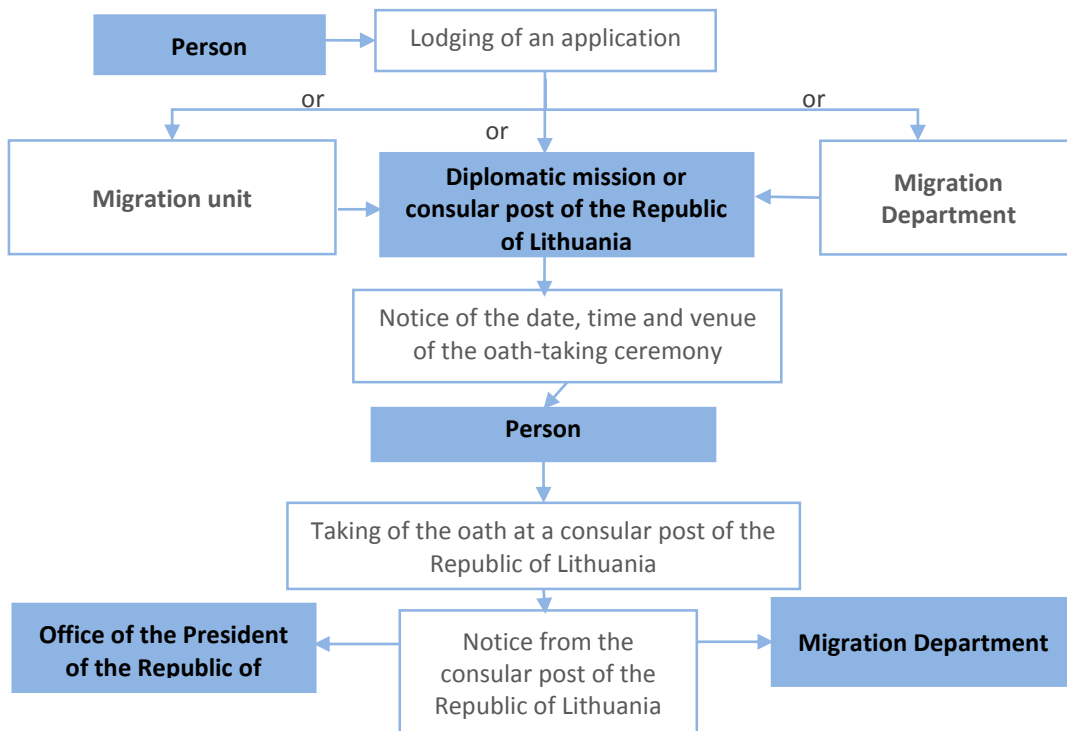 Person
Lodging of an application
or
or
or
Migration unit
Diplomatic mission or
consular post of the Republic
of Lithuania
Migration
Department
Notice of the date, time and venue
of the oath-taking ceremony
Person
Taking of the oath at a consular post of the
Republic of Lithuania
Office of the President
of the Republic of
Notice from the
consular post of the
Republic of Lithuania
Migration Department